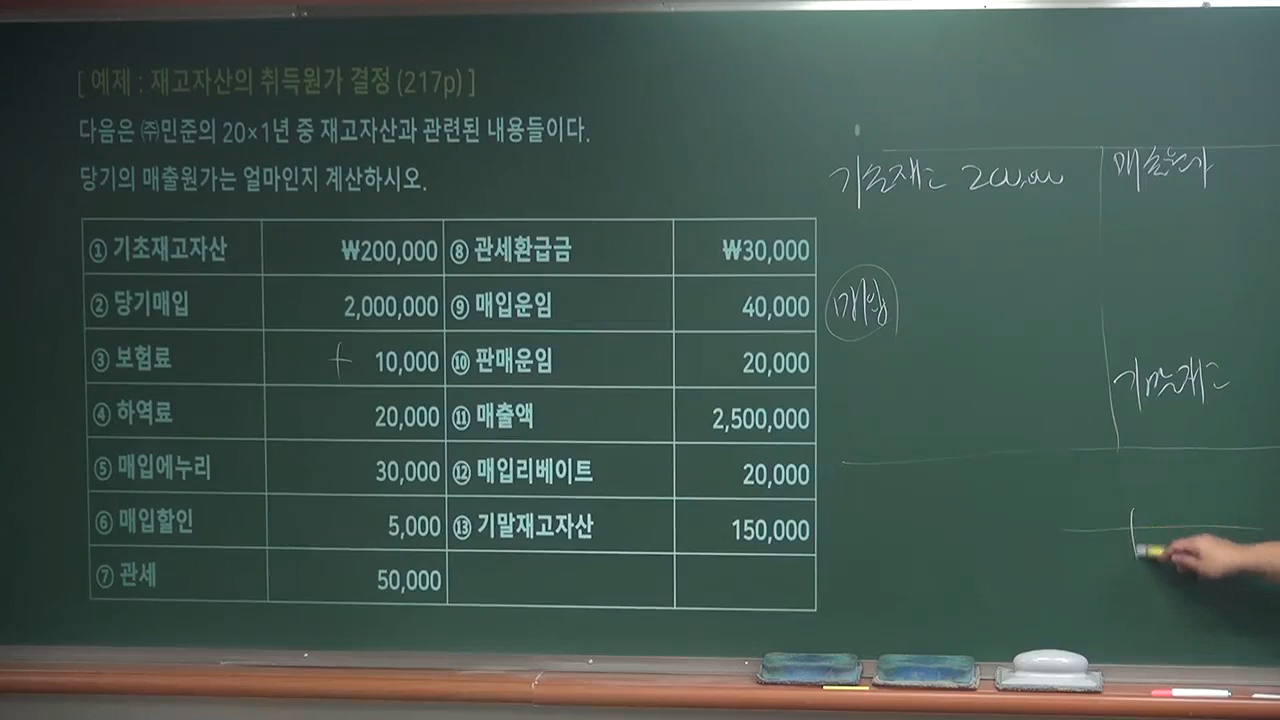 [ 예제 : 재고자산의 취득원가 결정 (217p) ]
다음은 ㈜민준의 20×1년 중 재고자산과 관련된 내용들이다.
당기의 매출원가는 얼마인지 계산하시오.
① 기초재고자산 ₩200,000 ⑧ 관세환급금 ₩30,000
② 당기매입 2,000,000 ⑨ 매입운임 40,000
③ 보험료 + 10,000 ⑩ 판매운임 20,000
④ 하역료 20,000 ⑪ 매출액 2,500,000
⑤ 매입에누리 30,000 ⑫ 매입리베이트 20,000
⑥ 매입할인 5,000 ⑬ 기말재고자산 150,000
⑦ 관세 50,000
기초재고 200,000 매출원가
매입
기말재고